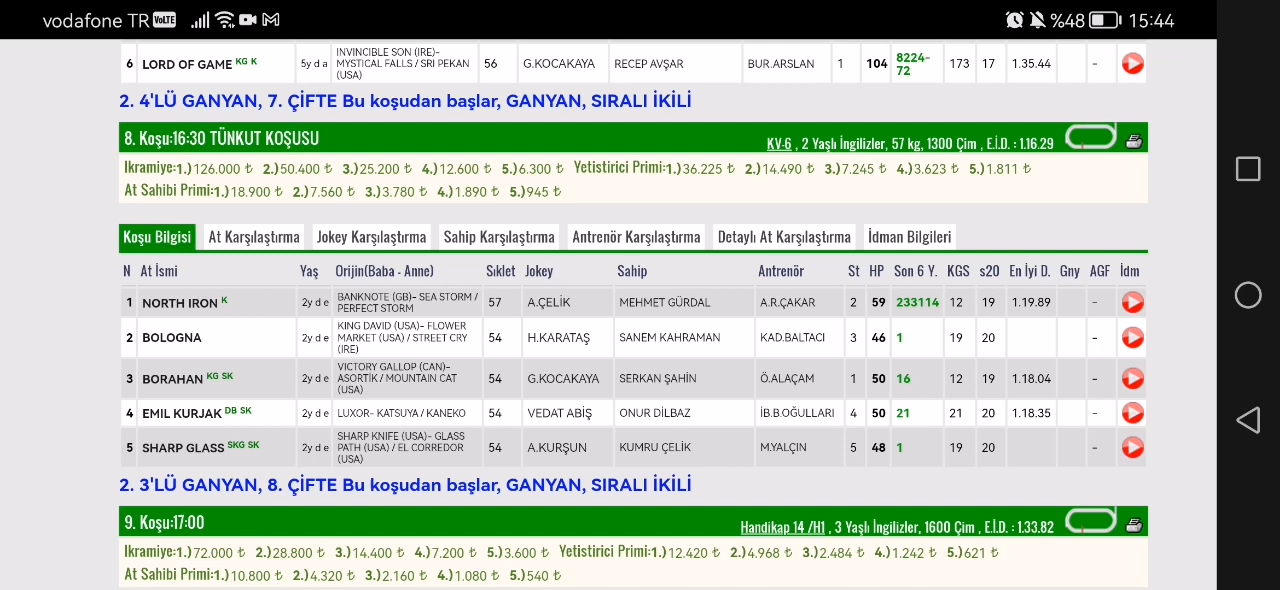 vodafone TR VoLTE %48 15:44
6 LORD OF GAME KG K 5y d a INVINCIBLE SON (IRE)- MYSTICAL FALLS / SRI PEKAN (USA) 56 G.KOCAKAYA RECEP AVŞAR BUR.ARSLAN 1 104 8224-72 173 17 1.35.44 -
2. 4'LÜ GANYAN, 7. ÇİFTE Bu koşudan başlar, GANYAN, SIRALI İKİLİ
8. Koşu:16:30 TÜNKUT KOŞUSU KV-6 , 2 Yaşlı İngilizler, 57 kg, 1300 Çim , E.İ.D. : 1.16.29
Ikramiye:1.)126.000 ₺ 2.)50.400 ₺ 3.)25.200 ₺ 4.)12.600 ₺ 5.)6.300 ₺ Yetistirici Primi:1.)36.225 ₺ 2.)14.490 ₺ 3.)7.245 ₺ 4.)3.623 ₺ 5.)1.811 ₺
At Sahibi Primi:1.)18.900 ₺ 2.)7.560 ₺ 3.)3.780 ₺ 4.)1.890 ₺ 5.)945 ₺
Koşu Bilgisi At Karşılaştırma Jokey Karşılaştırma Sahip Karşılaştırma Antrenör Karşılaştırma Detaylı At Karşılaştırma İdman Bilgileri
N At İsmi Yaş Orijin(Baba - Anne) Sıklet Jokey Sahip Antrenör St HP Son 6 Y. KGS s20 En İyi D. Gny AGF İdm
1 NORTH IRON K 2y d e BANKNOTE (GB)- SEA STORM / PERFECT STORM 57 A.ÇELİK MEHMET GÜRDAL A.R.ÇAKAR 2 59 233114 12 19 1.19.89 -
2 BOLOGNA 2y d e KING DAVID (USA)- FLOWER MARKET (USA) / STREET CRY (IRE) 54 H.KARATAŞ SANEM KAHRAMAN KAD.BALTACI 3 46 1 19 20 -
3 BORAHAN KG SK 2y d e VICTORY GALLOP (CAN)- ASORTİK / MOUNTAIN CAT (USA) 54 G.KOCAKAYA SERKAN ŞAHİN Ö.ALAÇAM 1 50 16 12 19 1.18.04 -
4 EMIL KURJAK DB SK 2y d e LUXOR- KATSUYA / KANEKO 54 VEDAT ABİŞ ONUR DİLBAZ İB.B.OĞULLARI 4 50 21 21 20 1.18.35 -
5 SHARP GLASS SKG SK 2y d e SHARP KNIFE (USA)- GLASS PATH (USA) / EL CORREDOR (USA) 54 A.KURŞUN KUMRU ÇELİK M.YALÇIN 5 48 1 19 20 -
2. 3'LÜ GANYAN, 8. ÇİFTE Bu koşudan başlar, GANYAN, SIRALI İKİLİ
9. Koşu:17:00 Handikap 14 /H1 , 3 Yaşlı İngilizler, 1600 Çim , E.İ.D. : 1.33.82
Ikramiye:1.)72.000 ₺ 2.)28.800 ₺ 3.)14.400 ₺ 4.)7.200 ₺ 5.)3.600 ₺ Yetistirici Primi:1.)12.420 ₺ 2.)4.968 ₺ 3.)2.484 ₺ 4.)1.242 ₺ 5.)621 ₺
At Sahibi Primi:1.)10.800 ₺ 2.)4.320 ₺ 3.)2.160 ₺ 4.)1.080 ₺ 5.)540 ₺